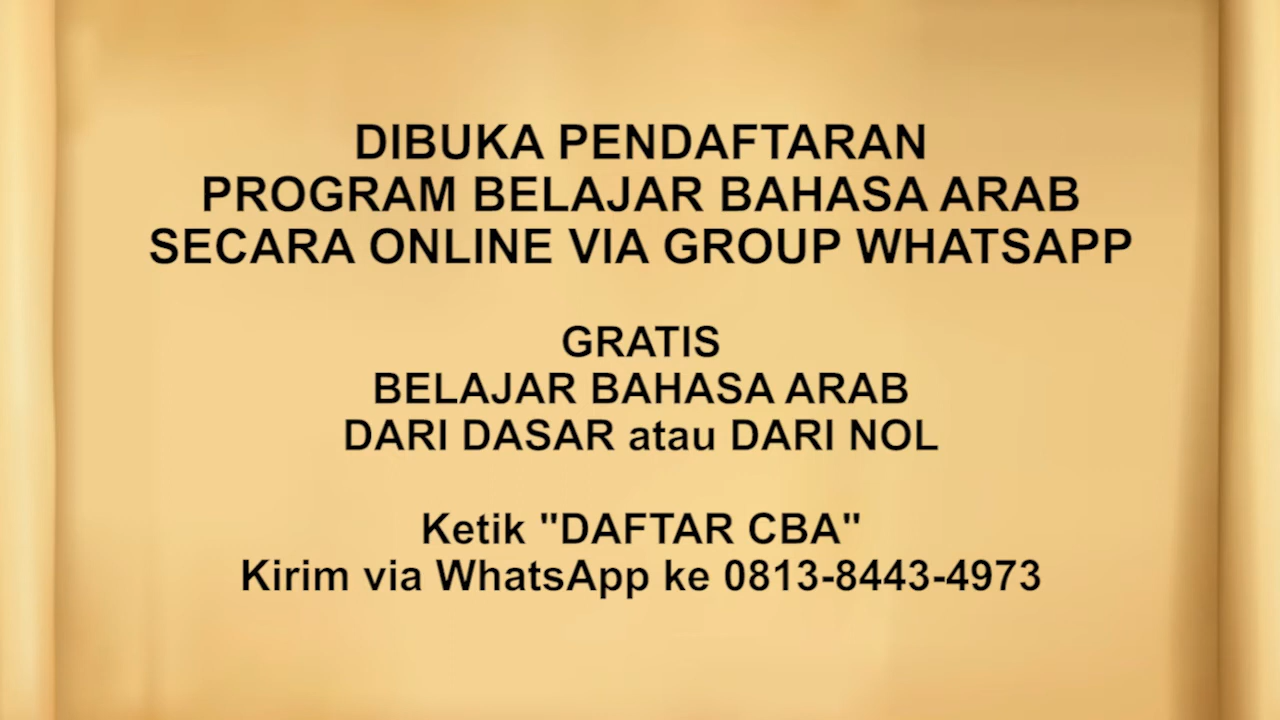 DIBUKA PENDAFTARAN
PROGRAM BELAJAR BAHASA ARAB
SECARA ONLINE VIA GROUP WHATSAPP
GRATIS
BELAJAR BAHASA ARAB
DARI DASAR atau DARI NOL
Ketik "DAFTAR CBA"
Kirim via WhatsApp ke 0813-8443-4973